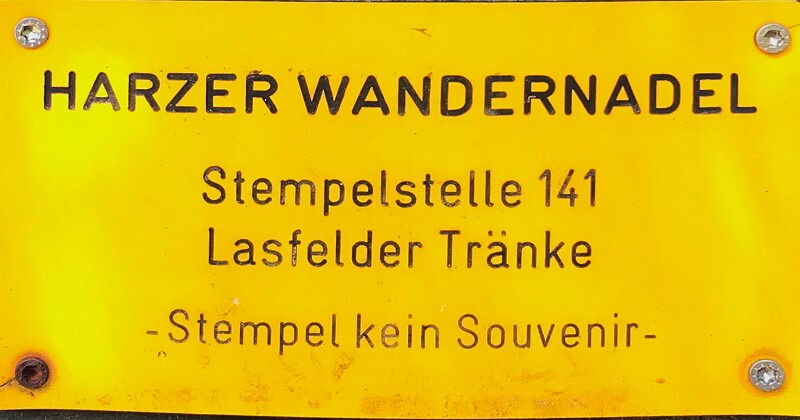 HARZER WANDERNADEL
Stempelstelle 141
Lasfelder Tränke
-Stempel kein Souvenir-